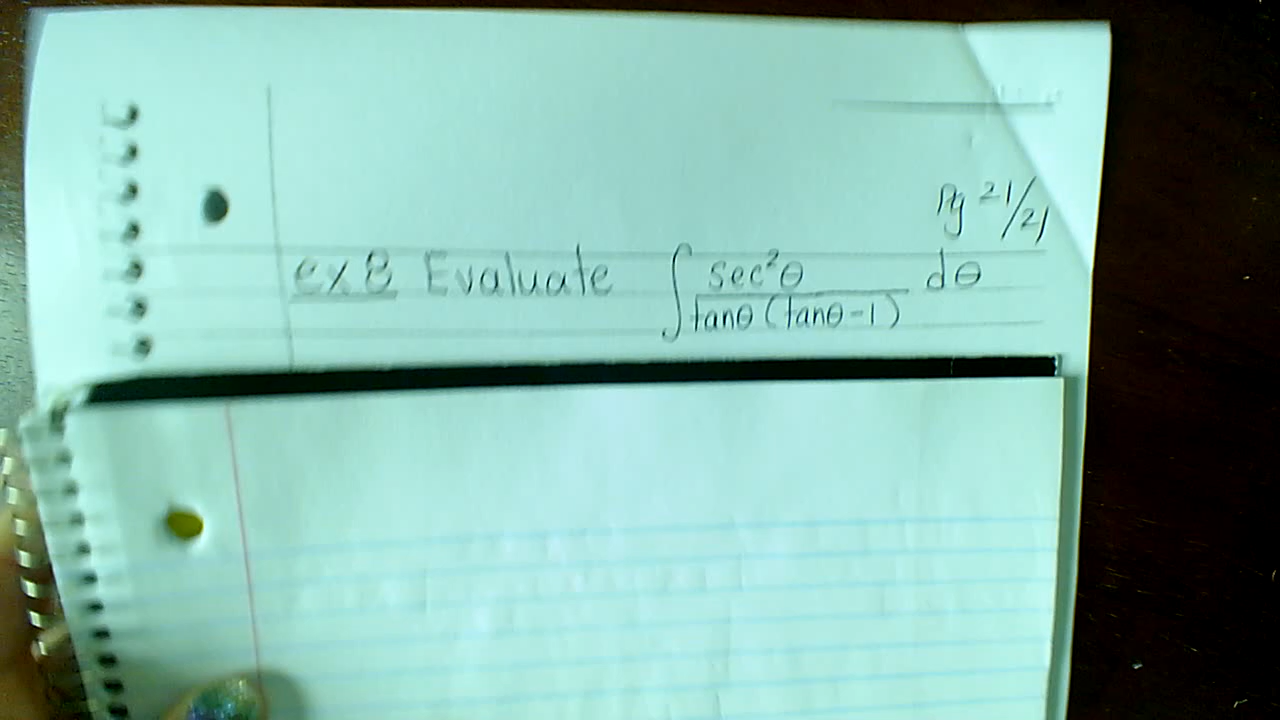 Pg 21/21
ex 8 Evaluate ∫ sec²θ / tanθ (tanθ-1) dθ